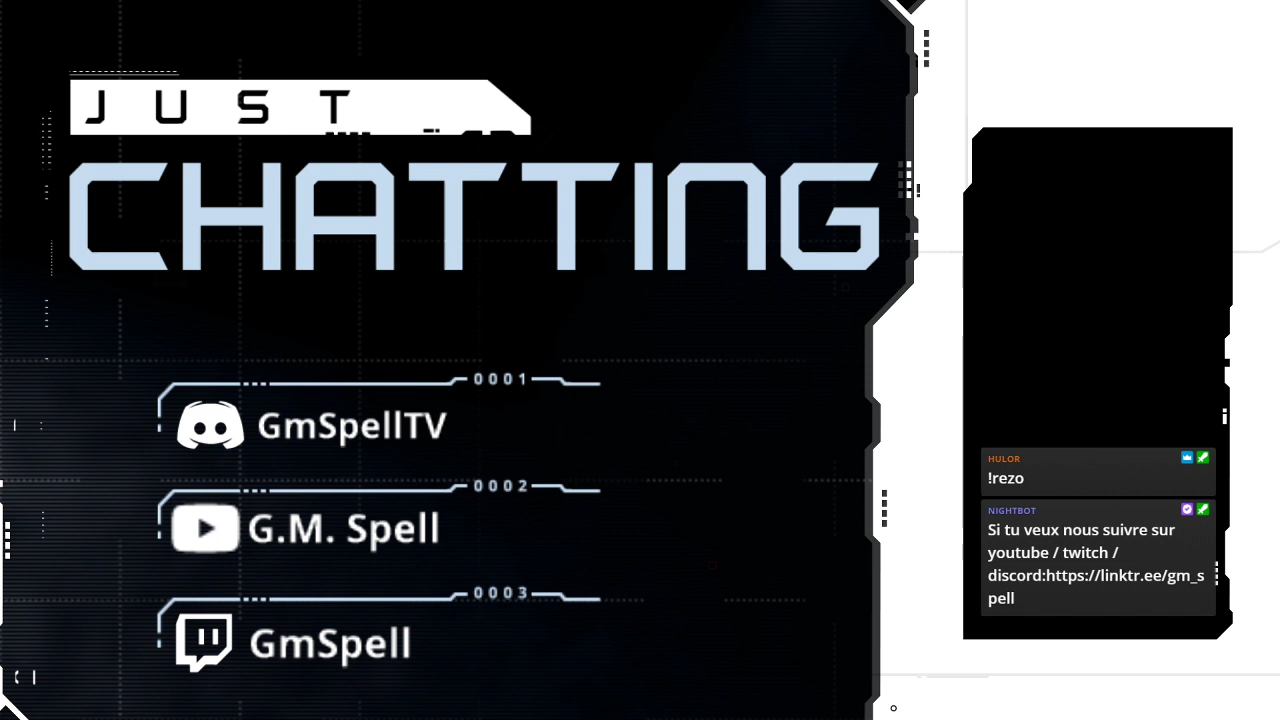 JUST
CHATTING
0001
GmSpellTV
0002
G.M. Spell
0003
GmSpell
HULOR
!rezo
NIGHTBOT
Si tu veux nous suivre sur
youtube / twitch /
discord:https://linktr.ee/gm_s
pell